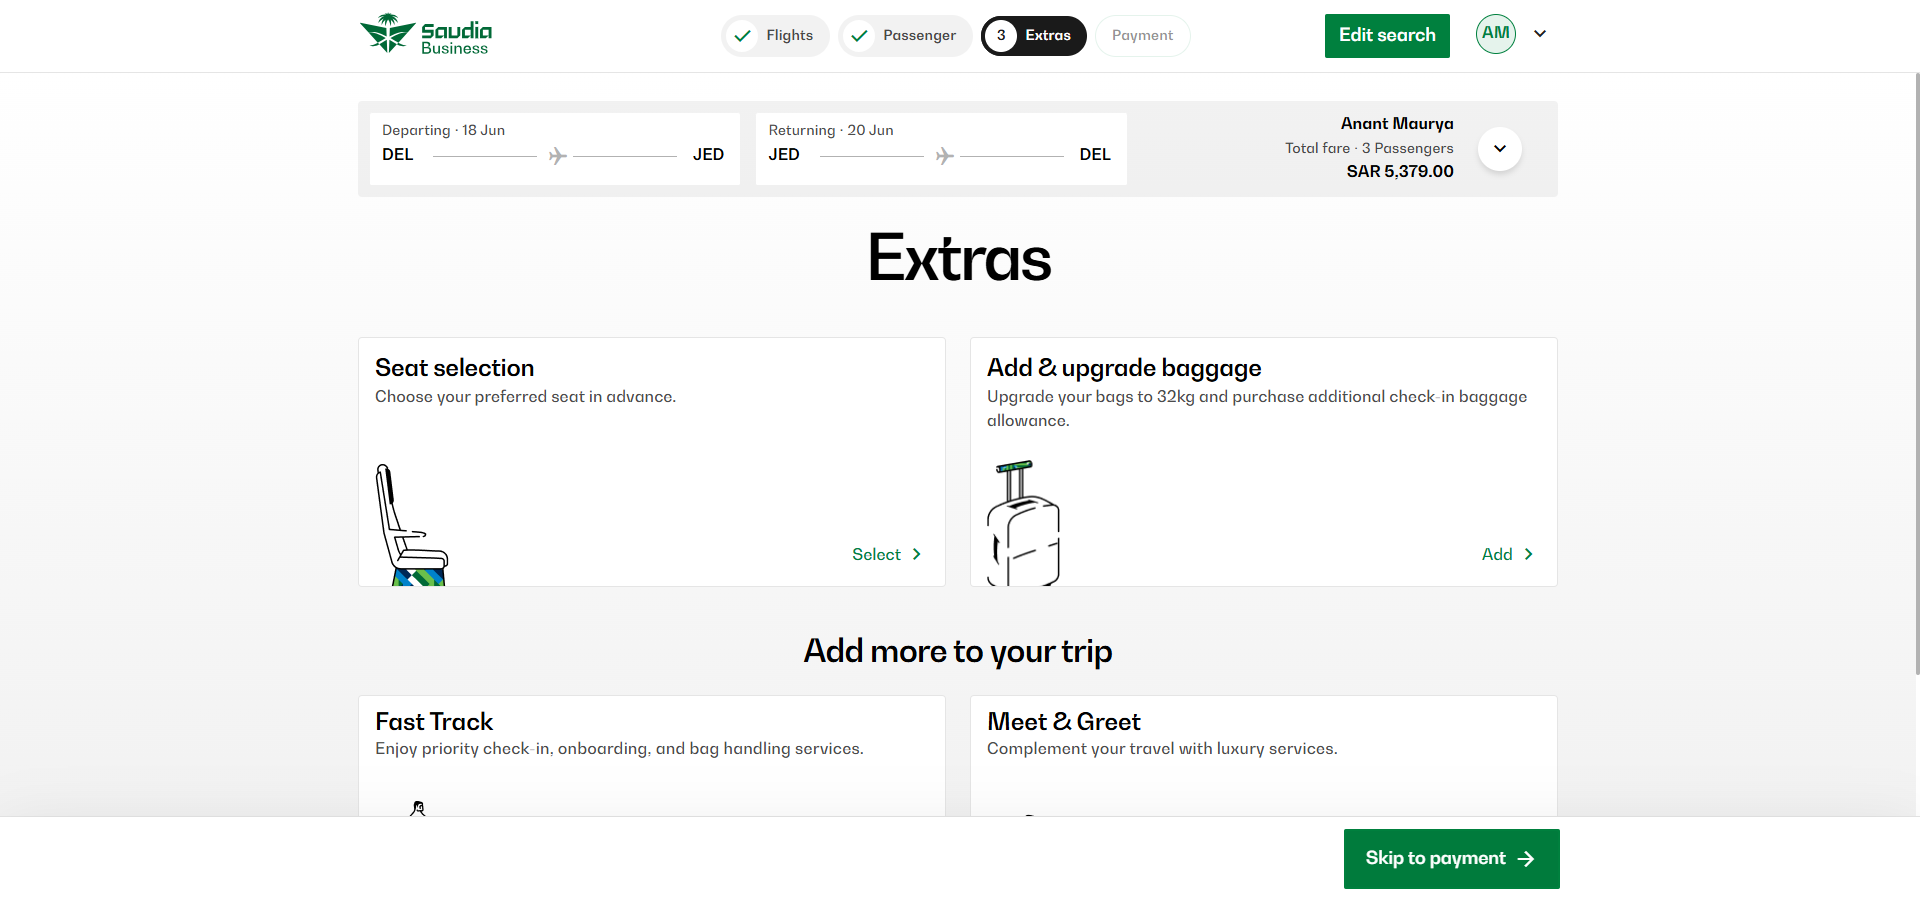 Saudia
Business
Flights
Passenger
3 Extras
Payment
Edit search
AM
Departing · 18 Jun
DEL JED
Returning · 20 Jun
JED DEL
Anant Maurya
Total fare · 3 Passengers
SAR 5,379.00
Extras
Seat selection
Choose your preferred seat in advance.
Select
Add & upgrade baggage
Upgrade your bags to 32kg and purchase additional check-in baggage
allowance.
Add
Add more to your trip
Fast Track
Enjoy priority check-in, onboarding, and bag handling services.
Meet & Greet
Complement your travel with luxury services.
Skip to payment